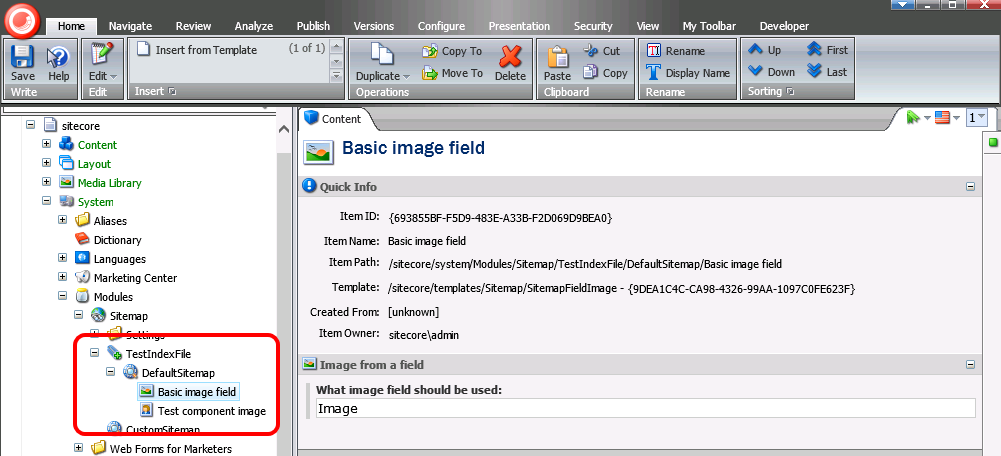 Home Navigate Review Analyze Publish Versions Configure Presentation Security View My Toolbar Developer
Save Help
Write
Edit
Edit
Insert from Template (1 of 1)
Insert
Duplicate
Copy To
Move To
Delete
Operations
Paste
Cut
Copy
Clipboard
Rename
Display Name
Rename
Up
Down
First
Last
Sorting
sitecore
Content
Layout
Media Library
System
Aliases
Dictionary
Languages
Marketing Center
Modules
Sitemap
Settings
TestIndexFile
DefaultSitemap
Basic image field
Test component image
CustomSitemap
Web Forms for Marketers
Content
1
Basic image field
Quick Info
Item ID: {693855BF-F5D9-483E-A33B-F2D069D9BEA0}
Item Name: Basic image field
Item Path: /sitecore/system/Modules/Sitemap/TestIndexFile/DefaultSitemap/Basic image field
Template: /sitecore/templates/Sitemap/SitemapFieldImage - {9DEA1C4C-CA98-4326-99AA-1097C0FE623F}
Created From: [unknown]
Item Owner: sitecore\admin
Image from a field
What image field should be used:
Image